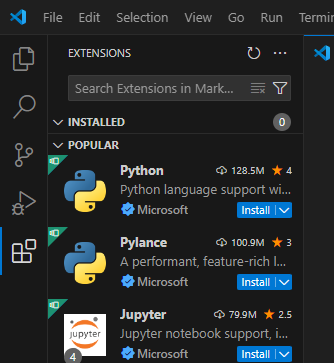 File Edit Selection View Go Run Termin
EXTENSIONS
Search Extensions in Mark...
INSTALLED 0
POPULAR
Python 128.5M 4
Python language support wi...
Microsoft Install
Pylance 100.9M 3
A performant, feature-rich l...
Microsoft Install
Jupyter 79.9M 2.5
jupyter
Jupyter notebook support, i...
4 Microsoft Install